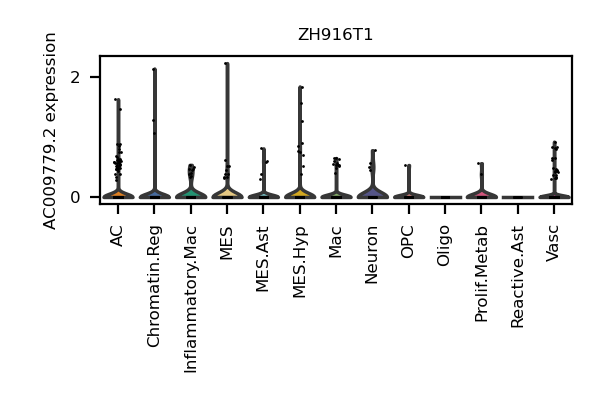 ZH916T1
AC009779.2 expression
2
0
AC
Chromatin.Reg
Inflammatory.Mac
MES
MES.Ast
MES.Hyp
Mac
Neuron
OPC
Oligo
Prolif.Metab
Reactive.Ast
Vasc